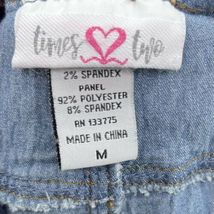 times two
2% SPANDEX
PANEL
92% POLYESTER
8% SPANDEX
RN 133775
MADE IN CHINA
M